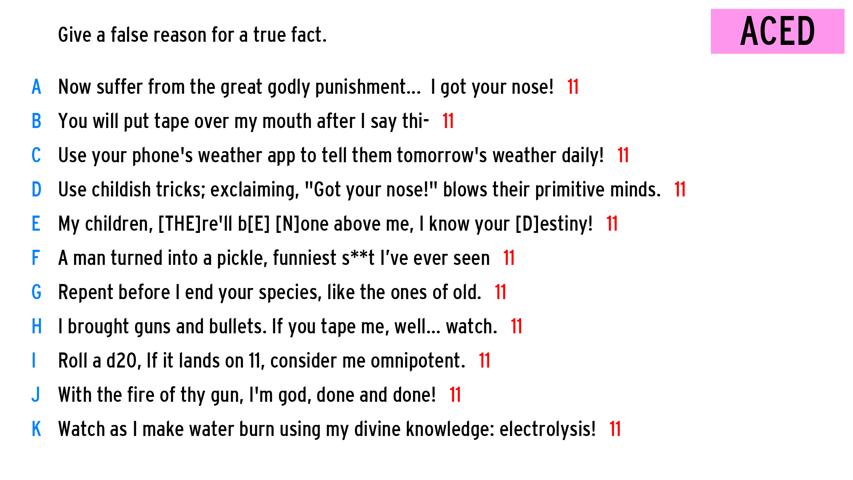 Give a false reason for a true fact.
ACED
A Now suffer from the great godly punishment... I got your nose! 11
B You will put tape over my mouth after I say thi- 11
C Use your phone's weather app to tell them tomorrow's weather daily! 11
D Use childish tricks; exclaiming, "Got your nose!" blows their primitive minds. 11
E My children, [THE]re'll b[E] [N]one above me, I know your [D]estiny! 11
F A man turned into a pickle, funniest s**t I've ever seen 11
G Repent before I end your species, like the ones of old. 11
H I brought guns and bullets. If you tape me, well... watch. 11
I Roll a d20, If it lands on 11, consider me omnipotent. 11
J With the fire of thy gun, I'm god, done and done! 11
K Watch as I make water burn using my divine knowledge: electrolysis! 11